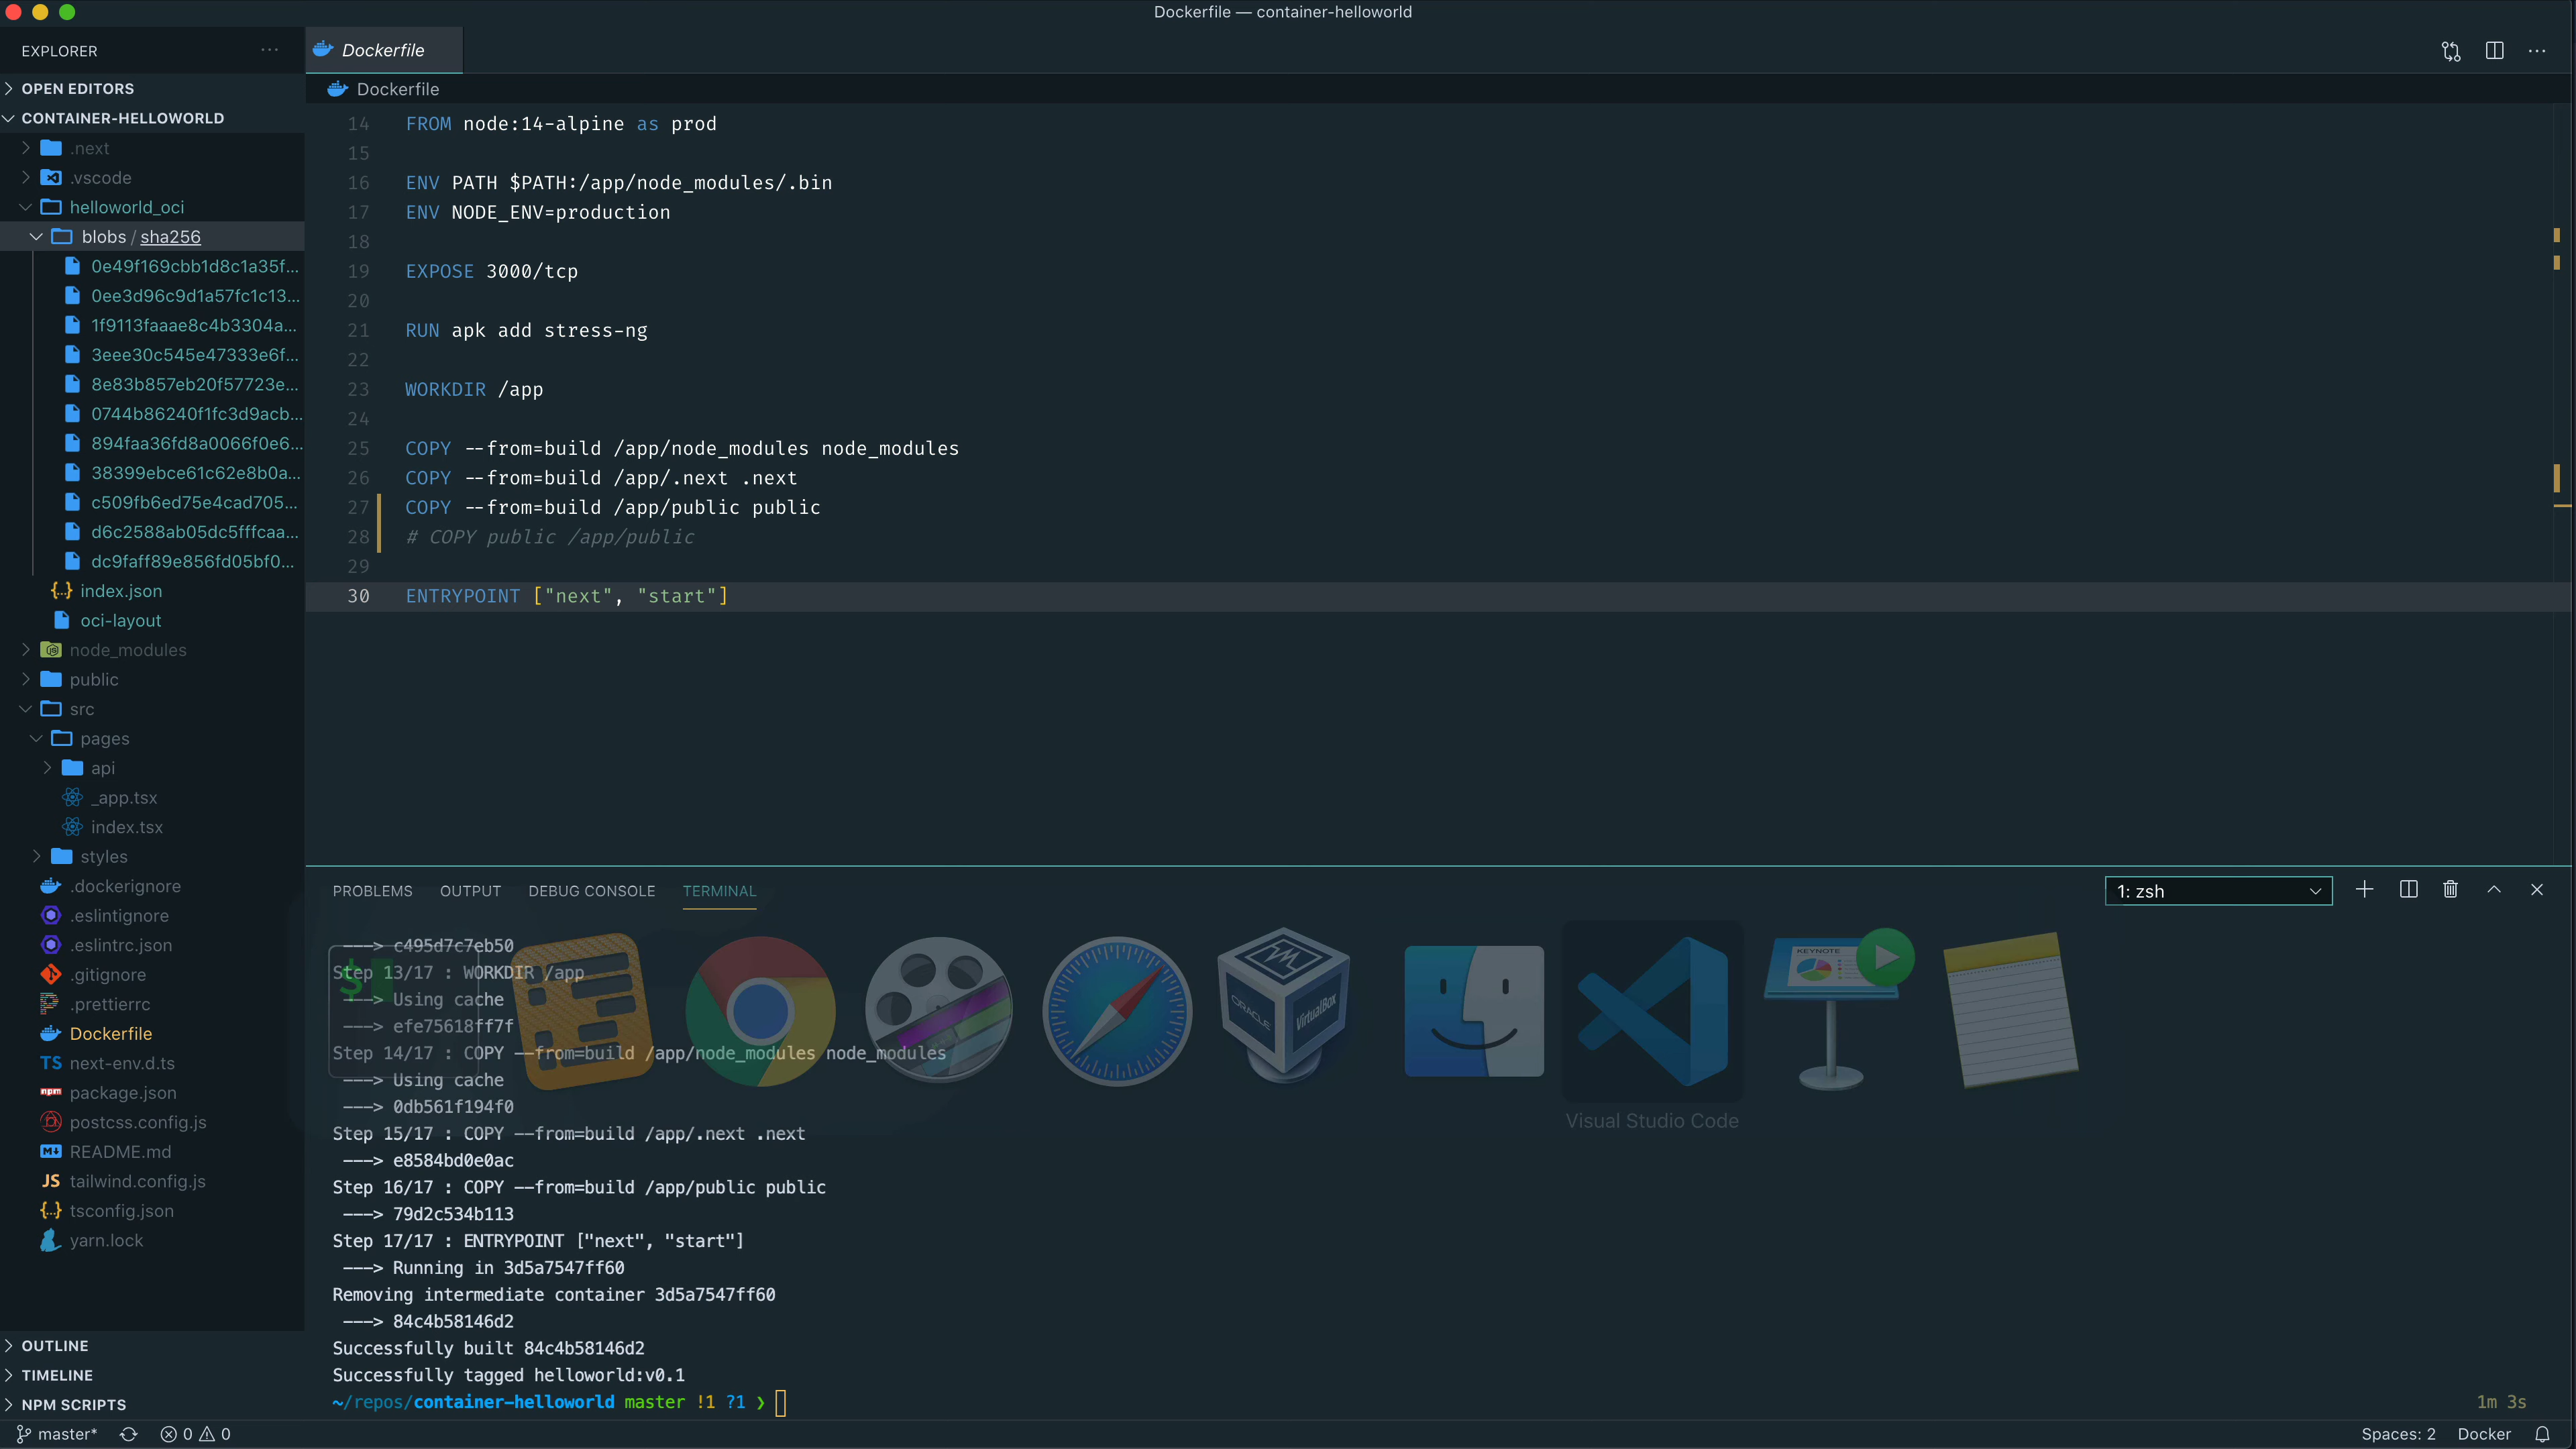 Dockerfile — container-helloworld
EXPLORER
Dockerfile
OPEN EDITORS
Dockerfile
CONTAINER-HELLOWORLD
.next
.vscode
helloworld_oci
blobs / sha256
0e49f169cbb1d8c1a35f...
0ee3d96c9d1a57fc1c13...
1f9113faaae8c4b3304a...
3eee30c545e47333e6f...
8e83b857eb20f57723e...
0744b86240f1fc3d9acb...
894faa36fd8a0066f0e6...
38399ebce61c62e8b0a...
c509fb6ed75e4cad705...
d6c2588ab05dc5fffcaa...
dc9faff89e856fd05bf0...
index.json
oci-layout
node_modules
public
src
pages
api
_app.tsx
index.tsx
styles
.dockerignore
.eslintignore
.eslintrc.json
.gitignore
.prettierrc
Dockerfile
TS next-env.d.ts
npm package.json
postcss.config.js
README.md
JS tailwind.config.js
{..} tsconfig.json
yarn.lock
OUTLINE
TIMELINE
NPM SCRIPTS
14 FROM node:14-alpine as prod
15
16 ENV PATH $PATH:/app/node_modules/.bin
17 ENV NODE_ENV=production
18
19 EXPOSE 3000/tcp
20
21 RUN apk add stress-ng
22
23 WORKDIR /app
24
25 COPY --from=build /app/node_modules node_modules
26 COPY --from=build /app/.next .next
27 COPY --from=build /app/public public
28 # COPY public /app/public
29
30 ENTRYPOINT ["next", "start"]
PROBLEMS OUTPUT DEBUG CONSOLE TERMINAL
1: zsh
---> c495d7c7eb50
Step 13/17 : WORKDIR /app
---> Using cache
---> efe75618ff7f
Step 14/17 : COPY --from=build /app/node_modules node_modules
---> Using cache
---> 0db561f194f0
Step 15/17 : COPY --from=build /app/.next .next
---> e8584bd0e0ac
Step 16/17 : COPY --from=build /app/public public
---> 79d2c534b113
Step 17/17 : ENTRYPOINT ["next", "start"]
---> Running in 3d5a7547ff60
Removing intermediate container 3d5a7547ff60
---> 84c4b58146d2
Successfully built 84c4b58146d2
Successfully tagged helloworld:v0.1
~/repos/container-helloworld master !1 ?1 ❯
1m 3s
$
ORACLE
VirtualBox
KEYNOTE
Visual Studio Code
master* 0 0
Spaces: 2 Docker